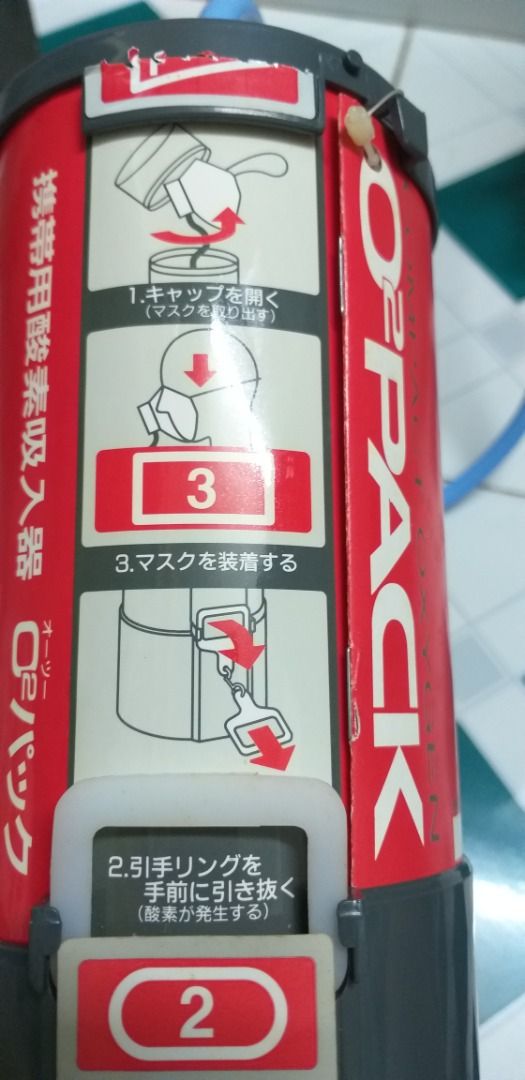 携帯用酸素吸入器
オーツー
O2パック
1.キャップを開く
(マスクを取り出す)
3
3.マスクを装着する
2.引手リングを
手前に引き抜く
(酸素が発生する)
2
O2PACK